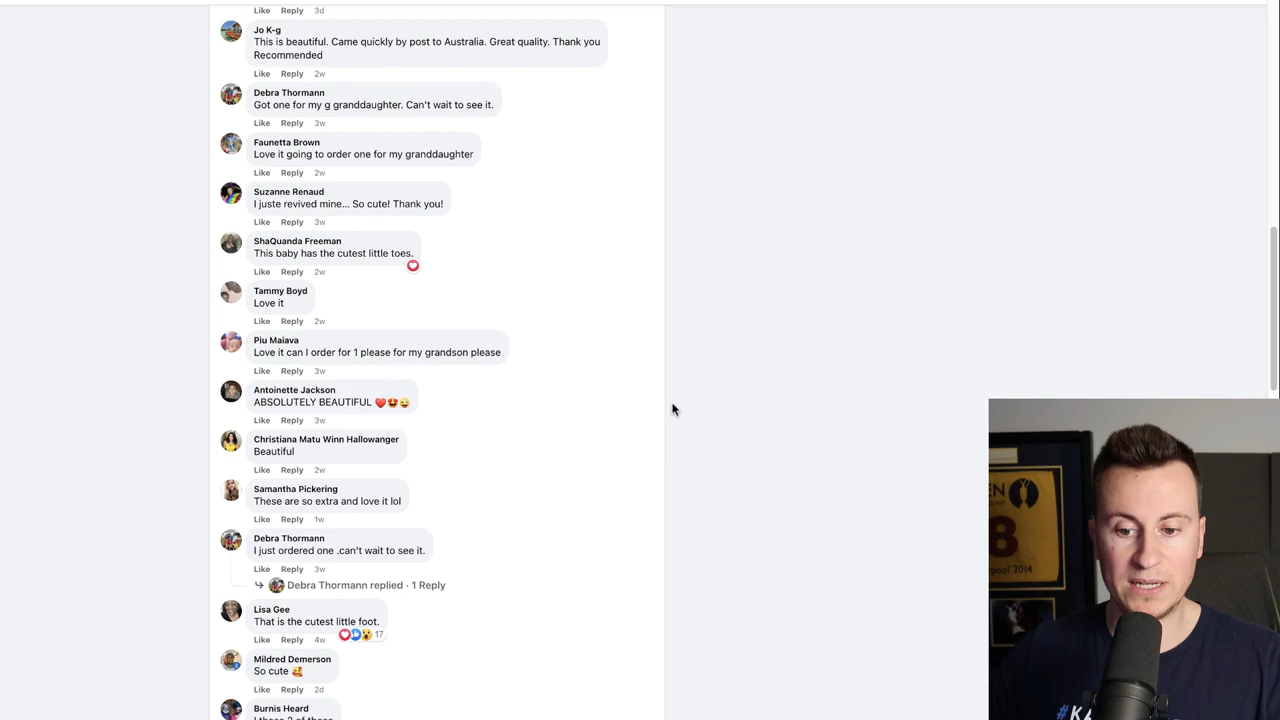 Like Reply 3d
Jo K-g
This is beautiful. Came quickly by post to Australia. Great quality. Thank you
Recommended
Like Reply 2w
Debra Thormann
Got one for my g granddaughter. Can't wait to see it.
Like Reply 3w
Faunetta Brown
Love it going to order one for my granddaughter
Like Reply 2w
Suzanne Renaud
I juste revived mine... So cute! Thank you!
Like Reply 3w
ShaQuanda Freeman
This baby has the cutest little toes.
Like Reply 2w
Tammy Boyd
Love it
Like Reply 2w
Piu Maiava
Love it can I order for 1 please for my grandson please
Like Reply 3w
Antoinette Jackson
ABSOLUTELY BEAUTIFUL ❤️😍😜
Like Reply 3w
Christiana Matu Winn Hallowanger
Beautiful
Like Reply 2w
Samantha Pickering
These are so extra and love it lol
Like Reply 1w
Debra Thormann
I just ordered one .can't wait to see it.
Like Reply 3w
Debra Thormann replied · 1 Reply
Lisa Gee
That is the cutest little foot.
17
Like Reply 4w
Mildred Demerson
So cute 🥰
Like Reply 2d
Burnis Heard
8
2014